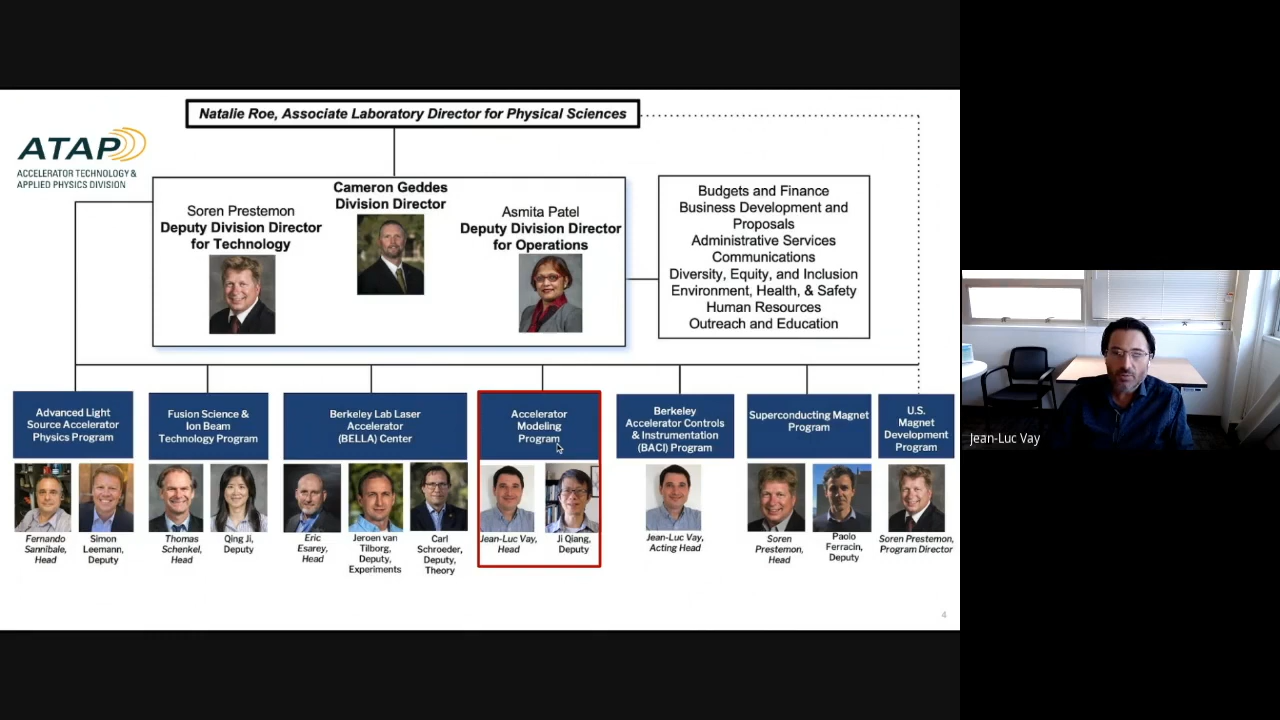 Natalie Roe, Associate Laboratory Director for Physical Sciences
ATAP
ACCELERATOR TECHNOLOGY &
APPLIED PHYSICS DIVISION
Soren Prestemon
Deputy Division Director
for Technology
Cameron Geddes
Division Director
Asmita Patel
Deputy Division Director
for Operations
Budgets and Finance
Business Development and
Proposals
Administrative Services
Communications
Diversity, Equity, and Inclusion
Environment, Health, & Safety
Human Resources
Outreach and Education
Advanced Light
Source Accelerator
Physics Program
Fernando
Sannibale,
Head
Simon
Leemann,
Deputy
Fusion Science &
Ion Beam
Technology Program
Thomas
Schenkel,
Head
Qing Ji,
Deputy
Berkeley Lab Laser
Accelerator
(BELLA) Center
Eric
Esarey,
Head
Jeroen van
Tilborg,
Deputy,
Experiments
Carl
Schroeder,
Deputy,
Theory
Accelerator
Modeling
Program
Jean-Luc Vay,
Head
Ji Qiang,
Deputy
Berkeley
Accelerator Controls
& Instrumentation
(BACI) Program
Jean-Luc Vay,
Acting Head
Superconducting Magnet
Program
Soren
Prestemon,
Head
Paolo
Ferracin,
Deputy
U.S.
Magnet
Development
Program
Soren Prestemon,
Program Director
4
Jean-Luc Vay